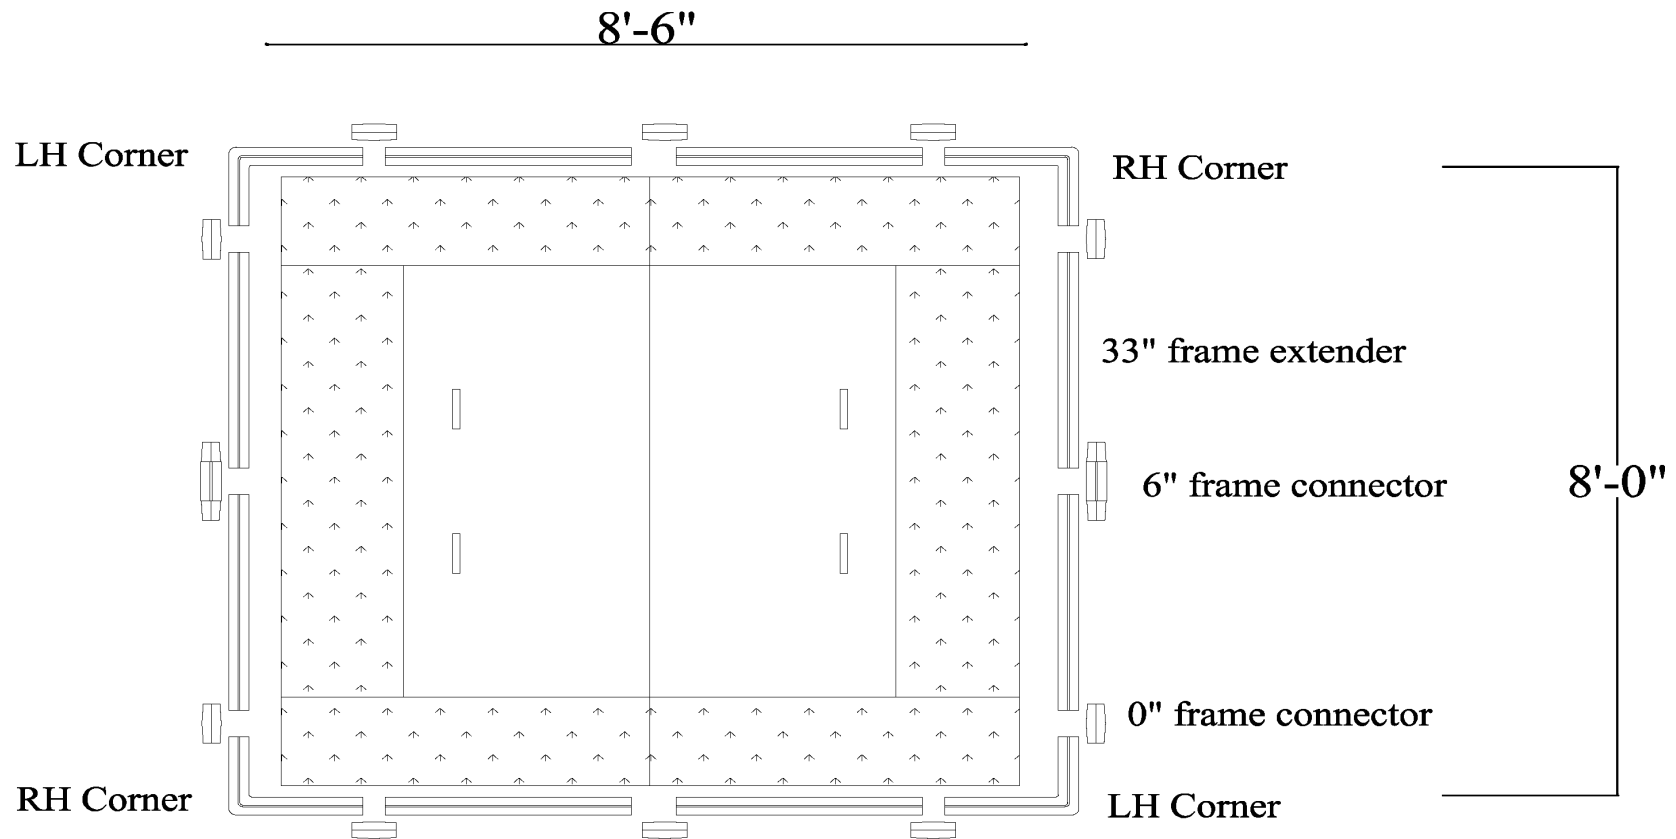 8'-6"
LH Corner
RH Corner
33" frame extender
6" frame connector
8'-0"
0" frame connector
RH Corner
LH Corner